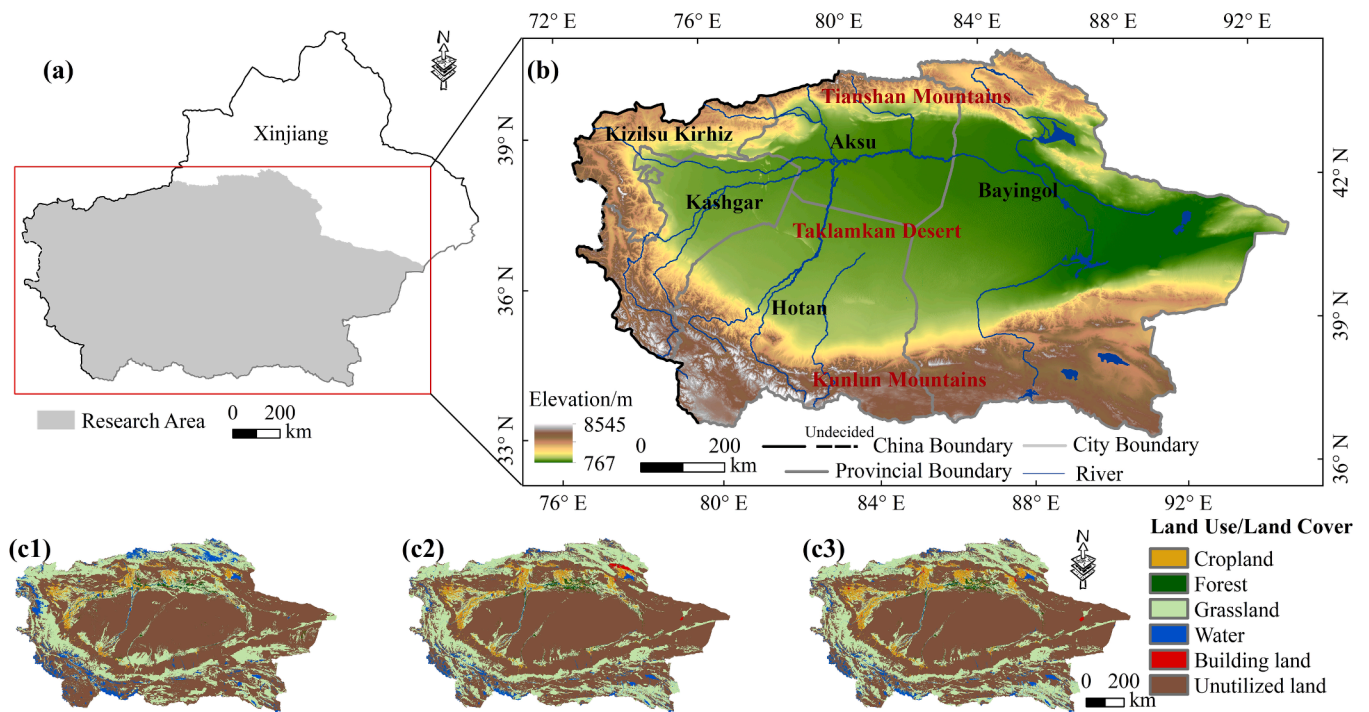 72° E 76° E 80° E 84° E 88° E 92° E
(a)
N
Xinjiang
Research Area
0 200
km
(b)
39° N
36° N
33° N
42° N
39° N
36° N
Tianshan Mountains
Kizilsu Kirhiz
Aksu
Kashgar
Bayingol
Taklamkan Desert
Hotan
Kunlun Mountains
Elevation/m
8545
767
0 200
km
Undecided
China Boundary
City Boundary
Provincial Boundary
River
76° E 80° E 84° E 88° E 92° E
(c1)
(c2)
(c3)
N
0 200
km
Land Use/Land Cover
Cropland
Forest
Grassland
Water
Building land
Unutilized land